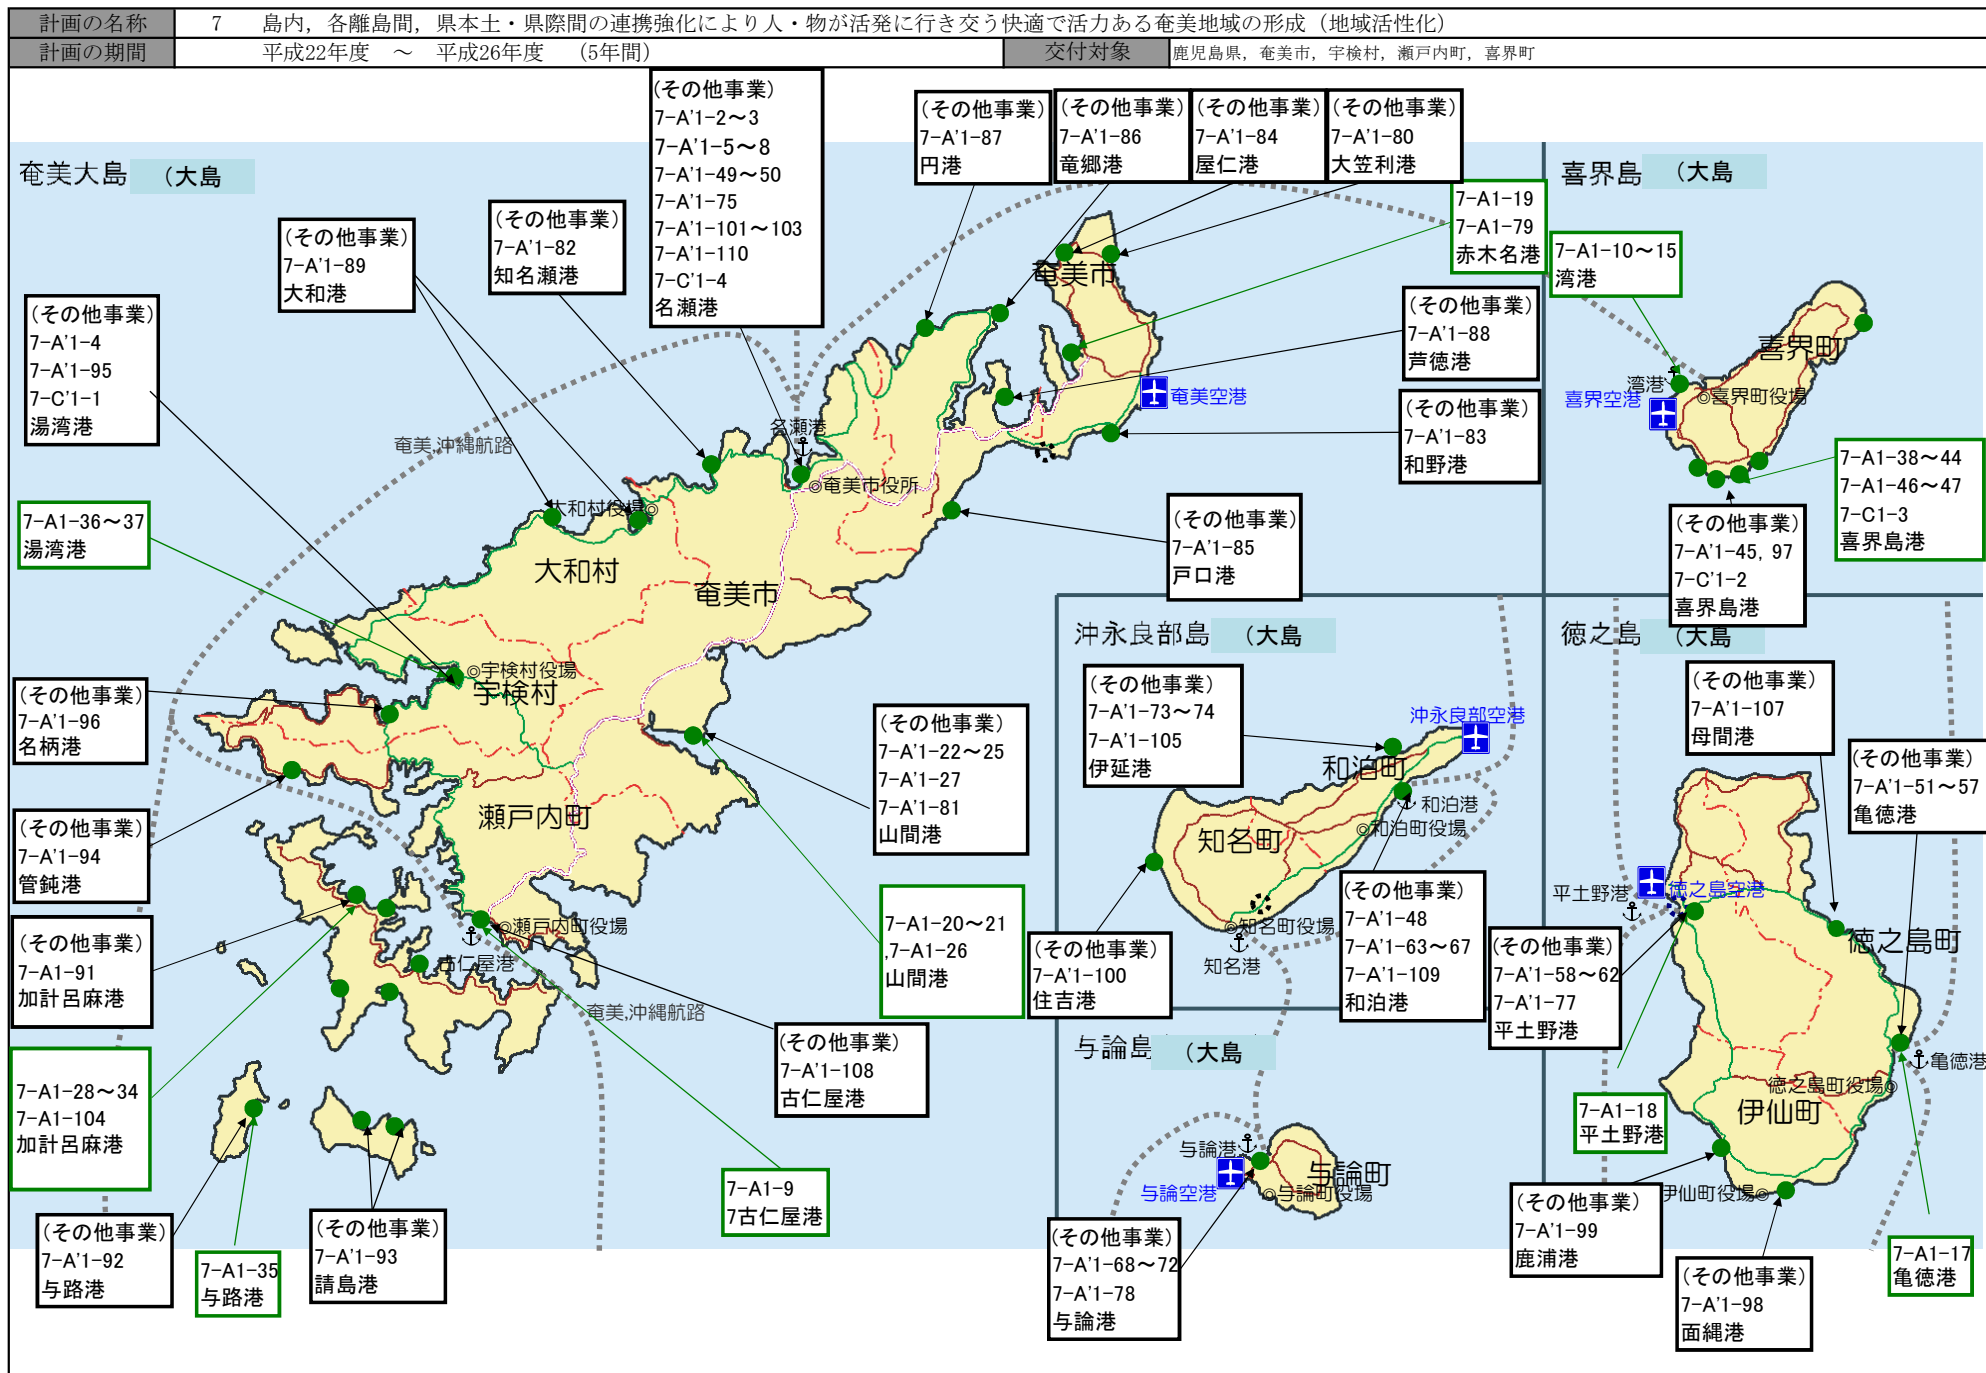 計画の名称 7 島内，各離島間，県本土・県際間の連携強化により人・物が活発に行き交う快適で活力ある奄美地域の形成（地域活性化）
計画の期間 平成22年度 ～ 平成26年度 （5年間） 交付対象 鹿児島県，奄美市，宇検村，瀬戸内町，喜界町
奄美大島 （大島
(その他事業)
7-A'1-4
7-A'1-95
7-C'1-1
湯湾港
(その他事業)
7-A'1-89
大和港
(その他事業)
7-A'1-82
知名瀬港
(その他事業)
7-A'1-2～3
7-A'1-5～8
7-A'1-49～50
7-A'1-75
7-A'1-101～103
7-A'1-110
7-C'1-4
名瀬港
(その他事業)
7-A'1-87
円港
(その他事業)
7-A'1-86
竜郷港
(その他事業)
7-A'1-84
屋仁港
(その他事業)
7-A'1-80
大笠利港
7-A1-19
7-A1-79
赤木名港
(その他事業)
7-A'1-88
芦徳港
(その他事業)
7-A'1-83
和野港
(その他事業)
7-A'1-85
戸口港
7-A1-36～37
湯湾港
(その他事業)
7-A'1-96
名柄港
(その他事業)
7-A'1-94
管鈍港
(その他事業)
7-A1-91
加計呂麻港
7-A1-28～34
7-A1-104
加計呂麻港
(その他事業)
7-A'1-92
与路港
7-A1-35
与路港
(その他事業)
7-A'1-93
請島港
7-A1-9
7古仁屋港
(その他事業)
7-A'1-108
古仁屋港
(その他事業)
7-A'1-22～25
7-A'1-27
7-A'1-81
山間港
7-A1-20～21
,7-A1-26
山間港
奄美市
奄美空港
名瀬港
◎奄美市役所
奄美,沖縄航路
大和村役場◎
大和村
奄美市
◎宇検村役場
宇検村
瀬戸内町
◎瀬戸内町役場
古仁屋港
奄美,沖縄航路
喜界島 （大島
7-A1-10～15
湾港
喜界町
湾港
◎喜界町役場
喜界空港
7-A1-38～44
7-A1-46～47
7-C1-3
喜界島港
(その他事業)
7-A'1-45, 97
7-C'1-2
喜界島港
沖永良部島 （大島
(その他事業)
7-A'1-73～74
7-A'1-105
伊延港
沖永良部空港
和泊町
和泊港
◎和泊町役場
知名町
◎知名町役場
知名港
(その他事業)
7-A'1-100
住吉港
(その他事業)
7-A'1-48
7-A'1-63～67
7-A'1-109
和泊港
与論島 （大島
与論港
与論空港
与論町
◎与論町役場
(その他事業)
7-A'1-68～72
7-A'1-78
与論港
徳之島 （大島
(その他事業)
7-A'1-107
母間港
(その他事業)
7-A'1-51～57
亀徳港
平土野港
徳之島空港
徳之島町
(その他事業)
7-A'1-58～62
7-A'1-77
平土野港
亀徳港
徳之島町役場◎
7-A1-18
平土野港
伊仙町
伊仙町役場◎
(その他事業)
7-A'1-99
鹿浦港
(その他事業)
7-A'1-98
面縄港
7-A1-17
亀徳港